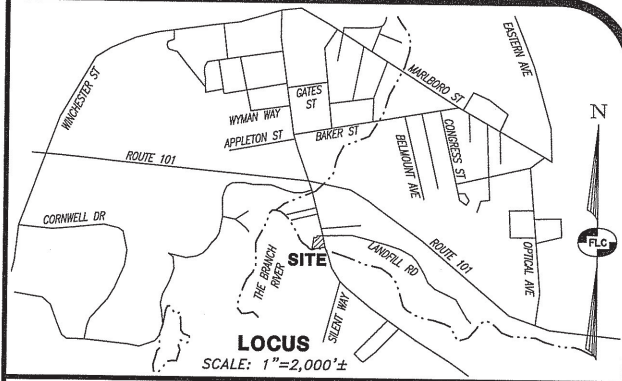 EASTERN AVE
WINCHESTER ST
MARLBORO ST
GATES
ST
WYMAN WAY
APPLETON ST
BAKER ST
BELMOUNT AVE
CONGRESS ST
N
ROUTE 101
CORNWELL DR
THE BRANCH
RIVER
SITE
LANDFILL RD
ROUTE 101
OPTICAL AVE
FLC
SILENT WAY
LOCUS
SCALE: 1"=2,000'±